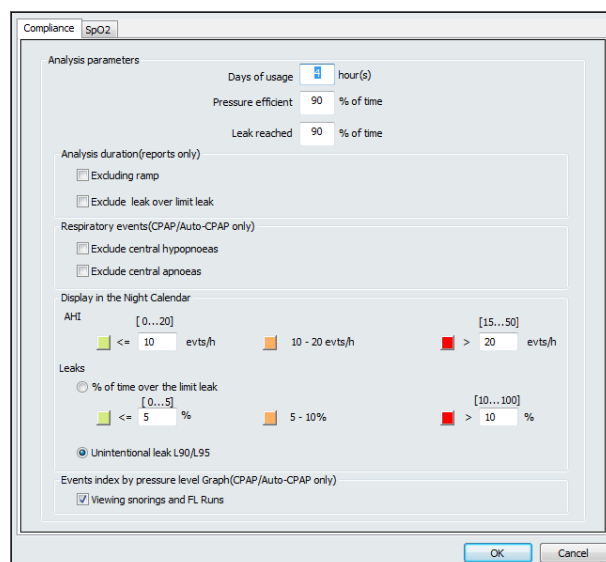 Compliance SpO2
Analysis parameters
Days of usage 4 hour(s)
Pressure efficient 90 % of time
Leak reached 90 % of time
Analysis duration(reports only)
Excluding ramp
Exclude leak over limit leak
Respiratory events(CPAP/Auto-CPAP only)
Exclude central hypopnoeas
Exclude central apnoeas
Display in the Night Calendar
AHI
[ 0...20] [15...50]
<= 10 evts/h 10 - 20 evts/h > 20 evts/h
Leaks
% of time over the limit leak
[ 0...5] [10...100]
<= 5 % 5 - 10% > 10 %
Unintentional leak L90/L95
Events index by pressure level Graph(CPAP/Auto-CPAP only)
Viewing snorings and FL Runs
OK Cancel